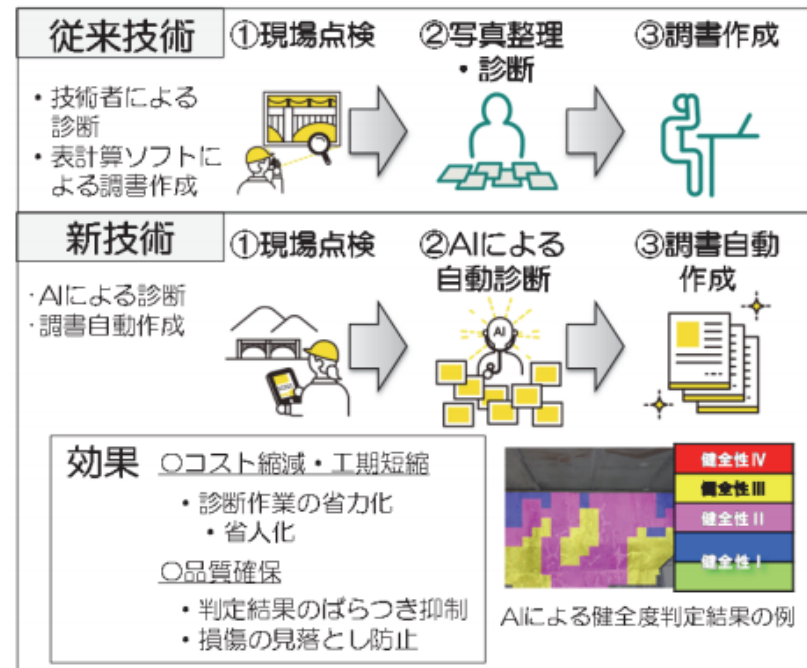 従来技術
①現場点検
②写真整理
・診断
③調書作成
・技術者による
診断
・表計算ソフトに
よる調書作成
新技術
①現場点検
②AIによる
自動診断
③調書自動
作成
・AIによる診断
・調書自動作成
AI
効果
〇コスト縮減・工期短縮
・診断作業の省力化
・省人化
〇品質確保
・判定結果のばらつき抑制
・損傷の見落とし防止
健全性Ⅳ
健全性Ⅲ
健全性Ⅱ
健全性Ⅰ
AIによる健全度判定結果の例